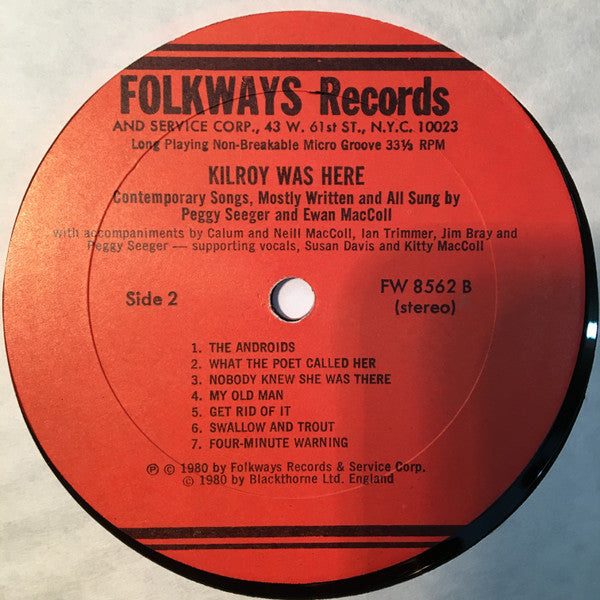 FOLKWAYS Records
AND SERVICE CORP., 43 W. 61st ST., N.Y.C. 10023
Long Playing Non-Breakable Micro Groove 33⅓ RPM
KILROY WAS HERE
Contemporary Songs, Mostly Written and All Sung by
Peggy Seeger and Ewan MacColl
with accompaniments by Calum and Neill MacColl, Ian Trimmer, Jim Bray and
Peggy Seeger — supporting vocals, Susan Davis and Kitty MacColl
Side 2
FW 8562 B
(stereo)
1. THE ANDROIDS
2. WHAT THE POET CALLED HER
3. NOBODY KNEW SHE WAS THERE
4. MY OLD MAN
5. GET RID OF IT
6. SWALLOW AND TROUT
7. FOUR-MINUTE WARNING
℗ © 1980 by Folkways Records & Service Corp.
© 1980 by Blackthorne Ltd. England